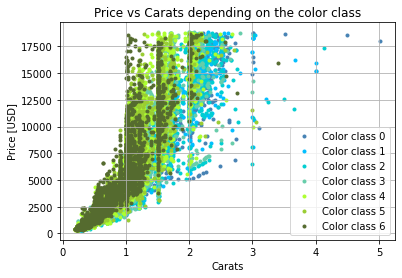 Price vs Carats depending on the color class
Price [USD]
17500
15000
12500
10000
7500
5000
2500
0
Color class 0
Color class 1
Color class 2
Color class 3
Color class 4
Color class 5
Color class 6
0
1
2
3
4
5
Carats